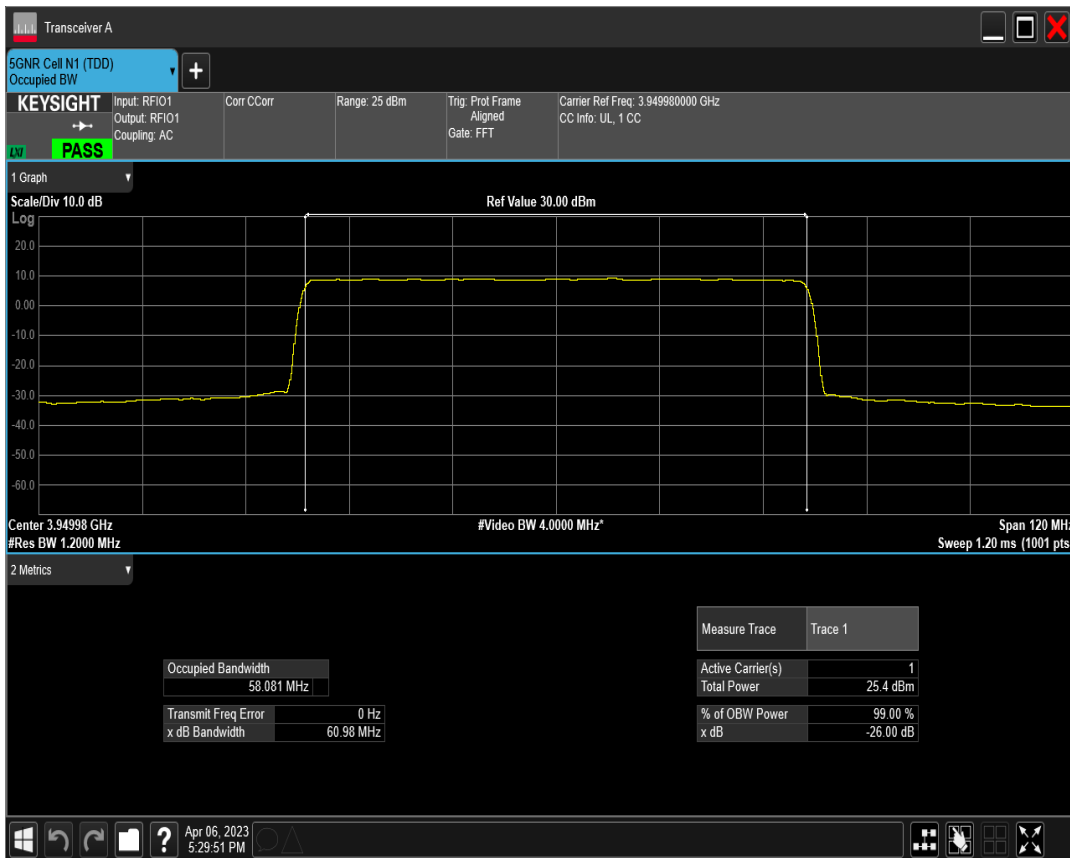 Transceiver A
5GNR Cell N1 (TDD)
Occupied BW
+
KEYSIGHT
LXI
PASS
Input: RFIO1
Output: RFIO1
Coupling: AC
Corr CCorr
Range: 25 dBm
Trig: Prot Frame
Aligned
Gate: FFT
Carrier Ref Freq: 3.949980000 GHz
CC Info: UL, 1 CC
1 Graph
Scale/Div 10.0 dB
Ref Value 30.00 dBm
Log
20.0
10.0
0.00
-10.0
-20.0
-30.0
-40.0
-50.0
-60.0
Center 3.94998 GHz
#Video BW 4.0000 MHz*
Span 120 MHz
#Res BW 1.2000 MHz
Sweep 1.20 ms (1001 pts
2 Metrics
Measure Trace Trace 1
Occupied Bandwidth
58.081 MHz
Active Carrier(s) 1
Total Power 25.4 dBm
Transmit Freq Error 0 Hz
x dB Bandwidth 60.98 MHz
% of OBW Power 99.00 %
x dB -26.00 dB
?
Apr 06, 2023
5:29:51 PM